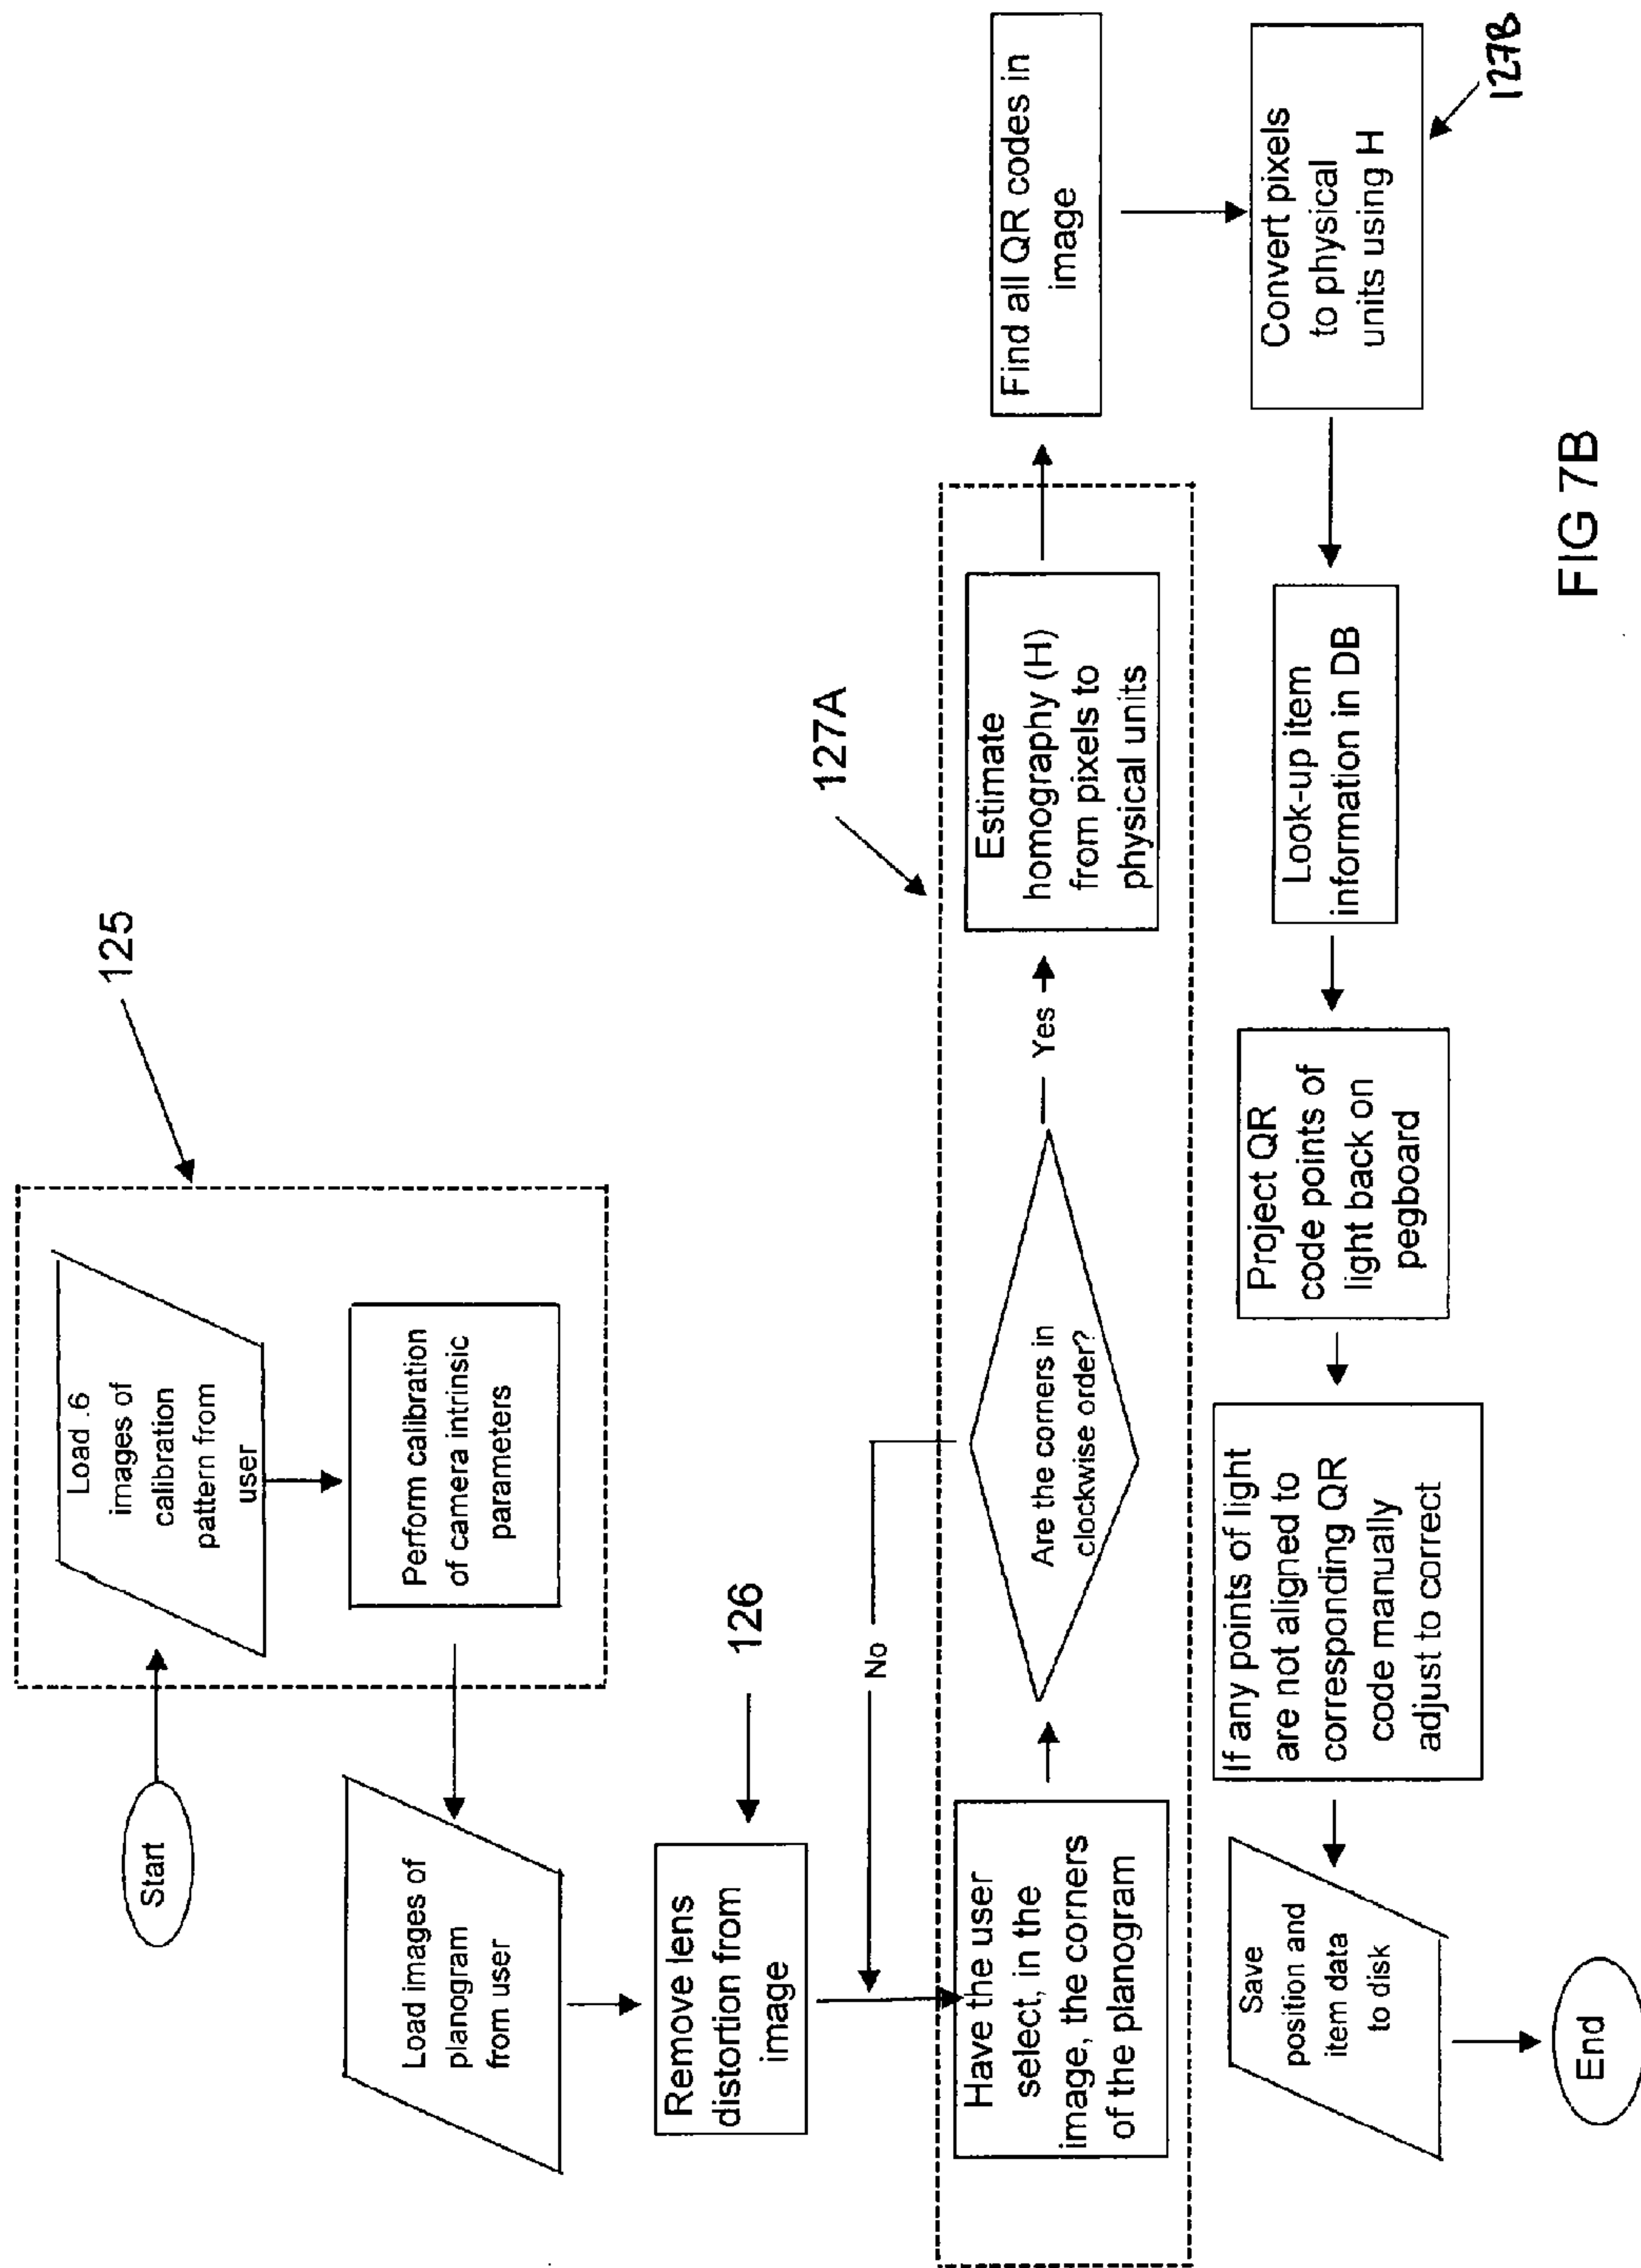 125
Start
Load .6
images of
calibration
pattern from
user
Perform calibration
of camera intrinsic
parameters
Load images of
planogram
from user
126
Remove lens
distortion from
image
No
127A
Have the user
select, in the
image, the corners
of the planogram
Are the corners in
clockwise order?
Yes
Estimate
homography (H)
from pixels to
physical units
Find all QR codes in
image
Convert pixels
to physical
units using H
127B
Look-up item
information in DB
Project QR
code points of
light back on
pegboard
If any points of light
are not aligned to
corresponding QR
code manually
adjust to correct
Save
position and
item data
to disk
End
FIG 7B